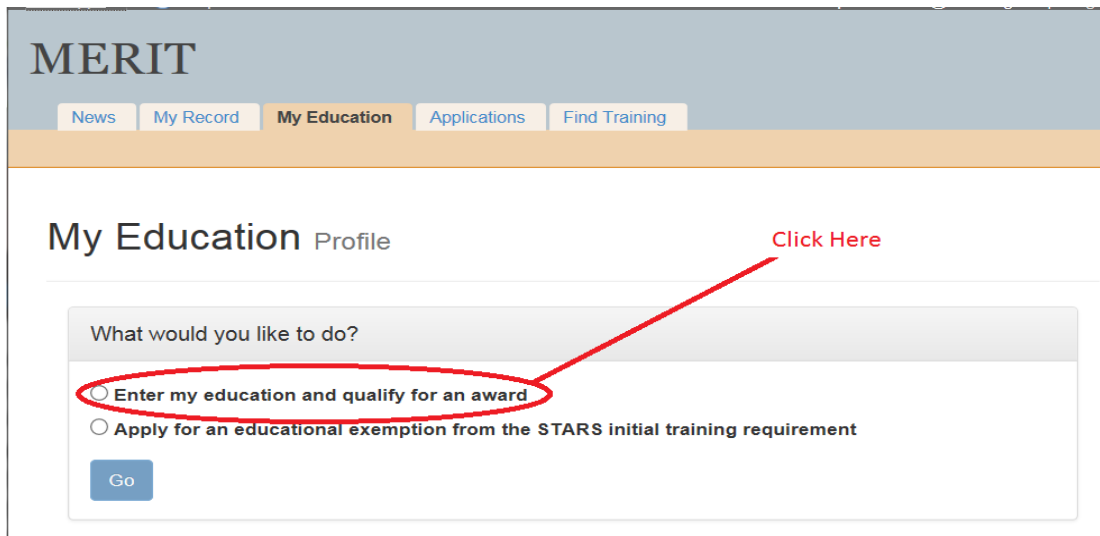 MERIT
News My Record My Education Applications Find Training
My Education Profile
Click Here
What would you like to do?
Enter my education and qualify for an award
Apply for an educational exemption from the STARS initial training requirement
Go